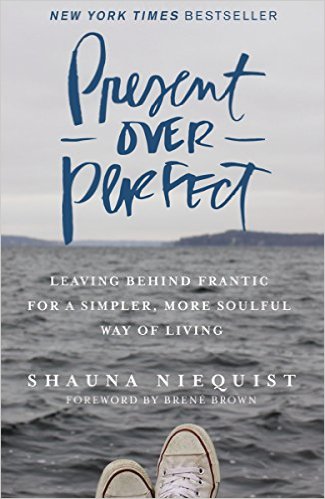 NEW YORK TIMES BESTSELLER
Present
– OVER –
PERFECT
LEAVING BEHIND FRANTIC
FOR A SIMPLER, MORE SOULFUL
WAY OF LIVING
SHAUNA NIEQUIST
FOREWORD BY BRENÉ BROWN